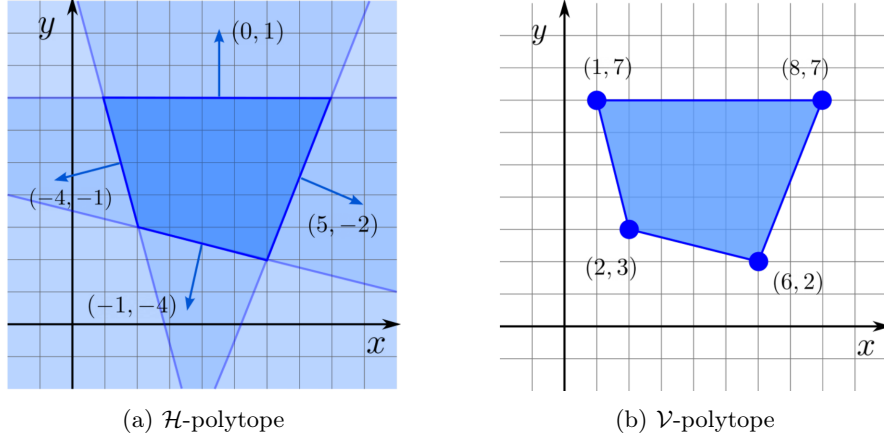 y
(0, 1)
(−4, −1)
(5, −2)
(−1, −4)
x
(a) ℋ-polytope
y
(1, 7)
(8, 7)
(2, 3)
(6, 2)
x
(b) 𝒱-polytope